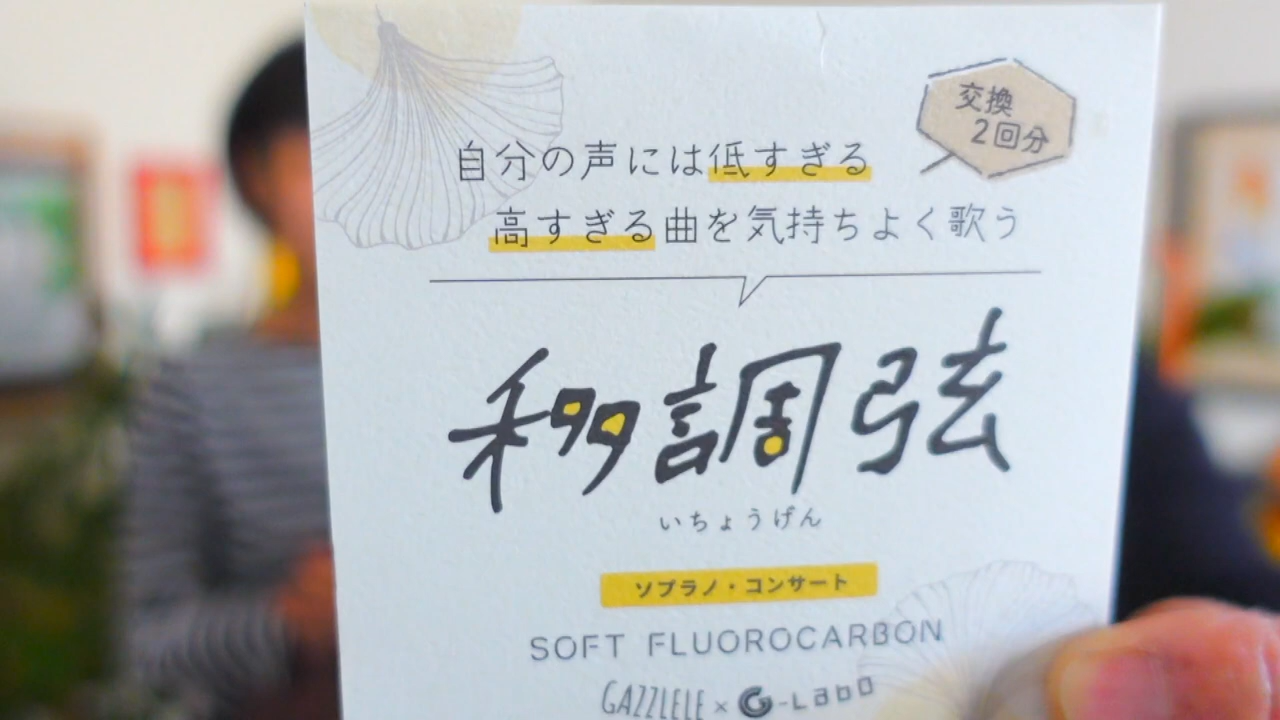 交換
2回分
自分の声には低すぎる
高すぎる曲を気持ちよく歌う
移調弦
いちょうげん
ソプラノ・コンサート
SOFT FLUOROCARBON
GAZZLELE × G-Labo